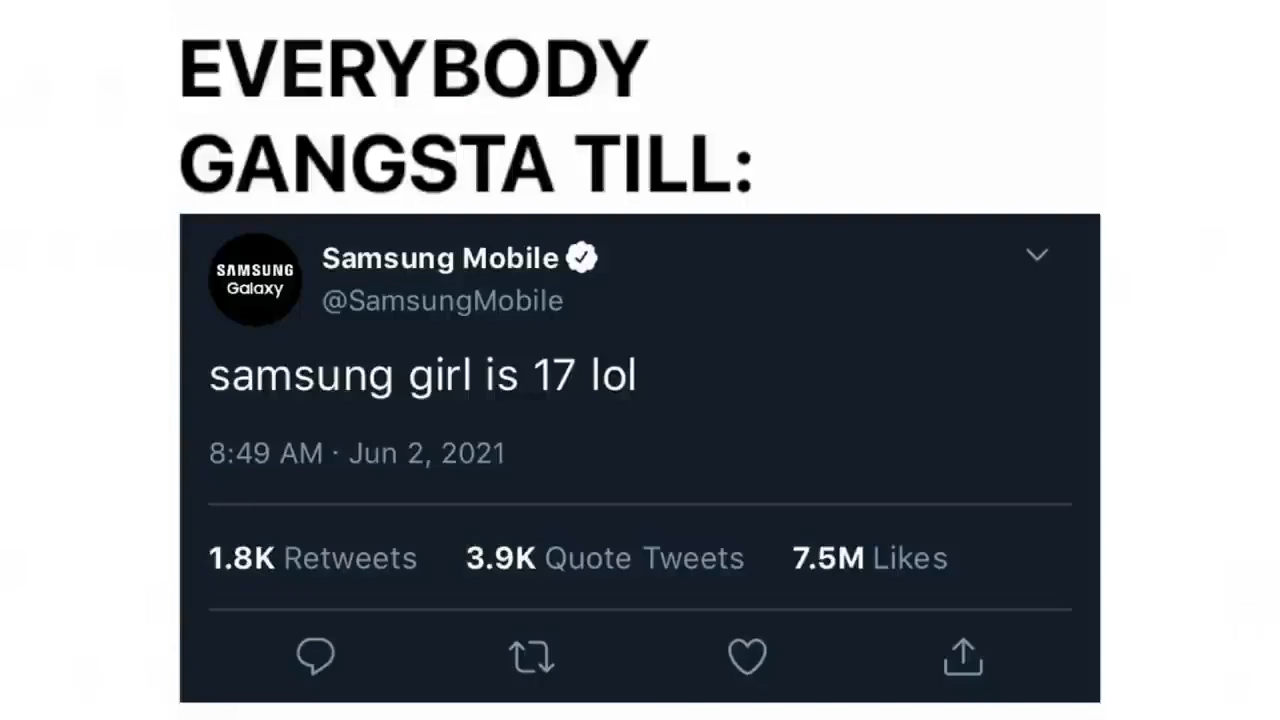 EVERYBODY
GANGSTA TILL:
SAMSUNG
Galaxy
Samsung Mobile
@SamsungMobile
samsung girl is 17 lol
8:49 AM · Jun 2, 2021
1.8K Retweets 3.9K Quote Tweets 7.5M Likes